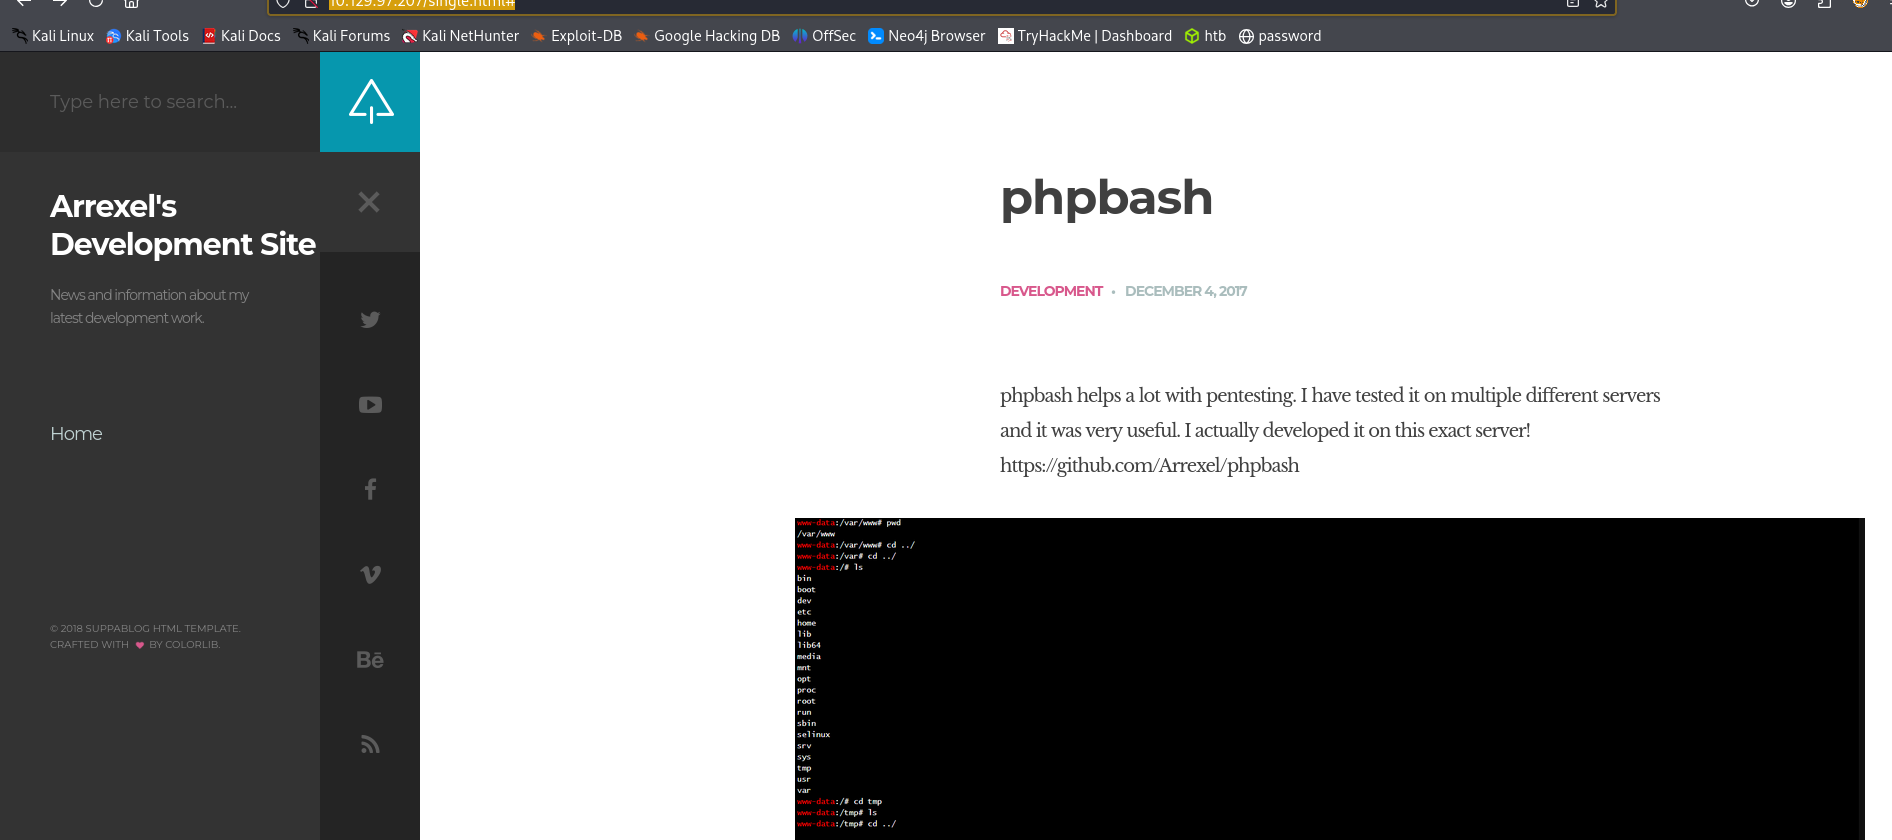 10.129.97.207/single.html#
Kali Linux Kali Tools Kali Docs Kali Forums Kali NetHunter Exploit-DB Google Hacking DB OffSec Neo4j Browser TryHackMe | Dashboard htb password
Type here to search...
Arrexel's
Development Site
News and information about my
latest development work.
Home
© 2018 SUPPABLOG HTML TEMPLATE.
CRAFTED WITH ♥ BY COLORLIB.
Bē
phpbash
DEVELOPMENT • DECEMBER 4, 2017
phpbash helps a lot with pentesting. I have tested it on multiple different servers
and it was very useful. I actually developed it on this exact server!
https://github.com/Arrexel/phpbash
www-data:/var/www# pwd
/var/www
www-data:/var/www# cd ../
www-data:/var# cd ../
www-data:/# ls
bin
boot
dev
etc
home
lib
lib64
media
mnt
opt
proc
root
run
sbin
selinux
srv
sys
tmp
usr
var
www-data:/# cd tmp
www-data:/tmp# ls
www-data:/tmp# cd ../